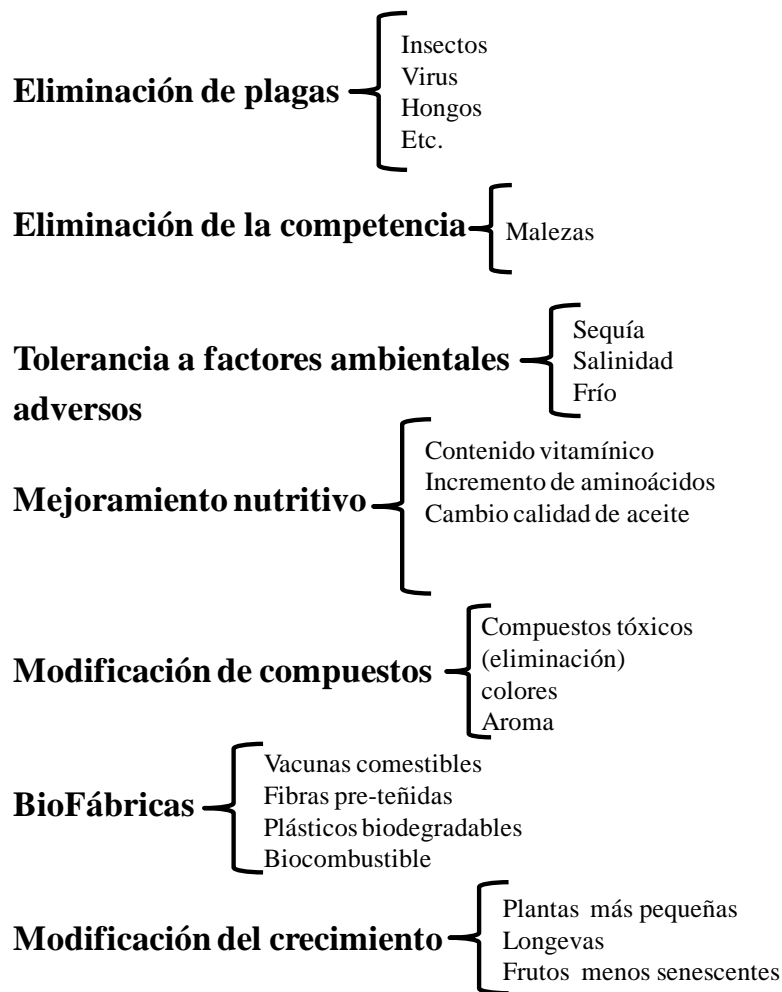 Eliminación de plagas
Insectos
Virus
Hongos
Etc.
Eliminación de la competencia
Malezas
Tolerancia a factores ambientales
adversos
Sequía
Salinidad
Frío
Mejoramiento nutritivo
Contenido vitamínico
Incremento de aminoácidos
Cambio calidad de aceite
Modificación de compuestos
Compuestos tóxicos
(eliminación)
colores
Aroma
BioFábricas
Vacunas comestibles
Fibras pre-teñidas
Plásticos biodegradables
Biocombustible
Modificación del crecimiento
Plantas más pequeñas
Longevas
Frutos menos senescentes